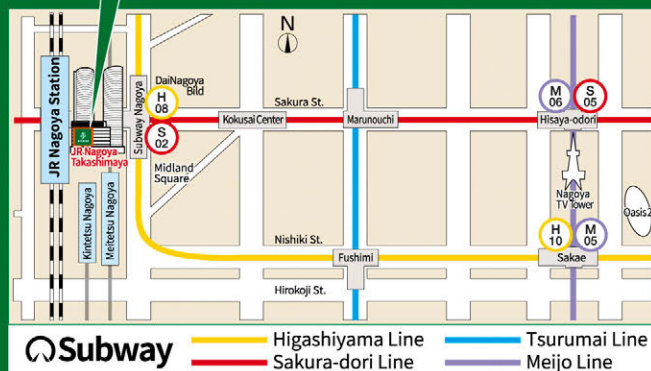 N
DaiNagoya
Bild
H
08
S
02
Subway Nagoya
JR Nagoya Station
JR Nagoya
Takashimaya
Kintetsu Nagoya
Meitetsu Nagoya
Midland
Square
Sakura St.
Kokusai Center
Marunouchi
M
06
S
05
Hisaya-odori
Nagoya
TV Tower
Oasis2
H
10
M
05
Nishiki St.
Fushimi
Sakae
Hirokoji St.
Subway
Higashiyama Line
Tsurumai Line
Sakura-dori Line
Meijo Line